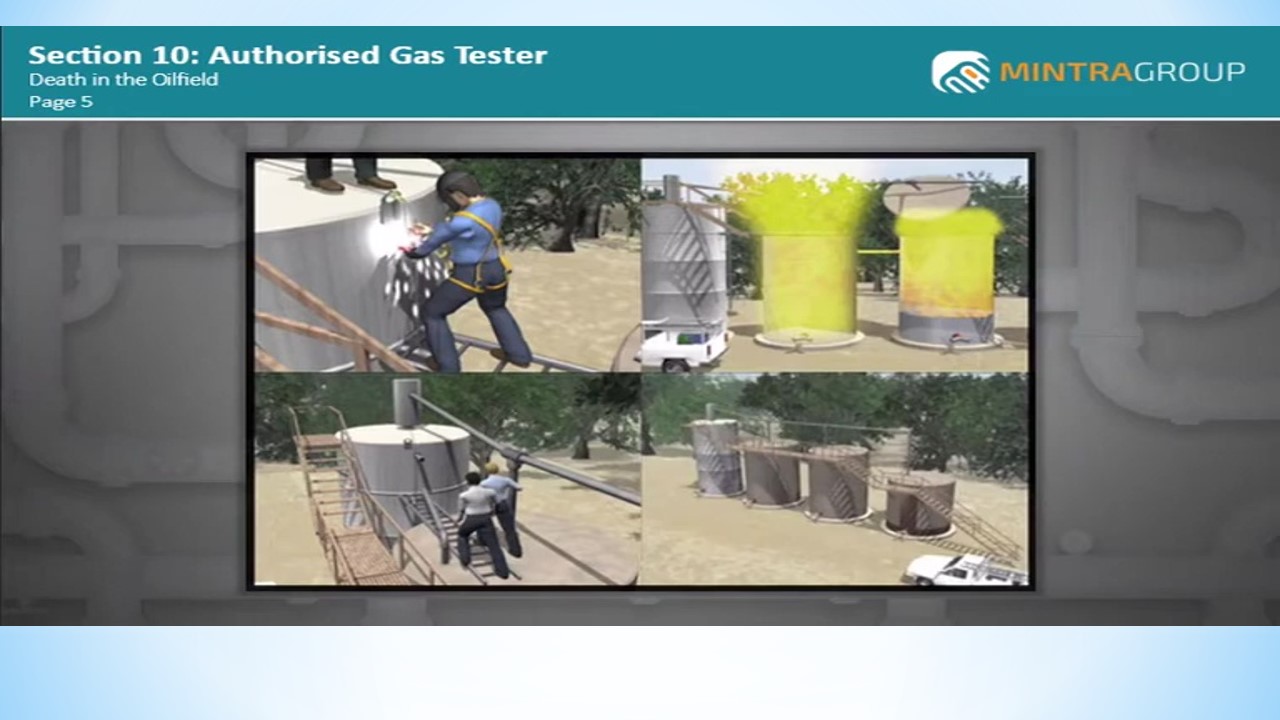 Section 10: Authorised Gas Tester
Death in the Oilfield
Page 5
MINTRAGROUP